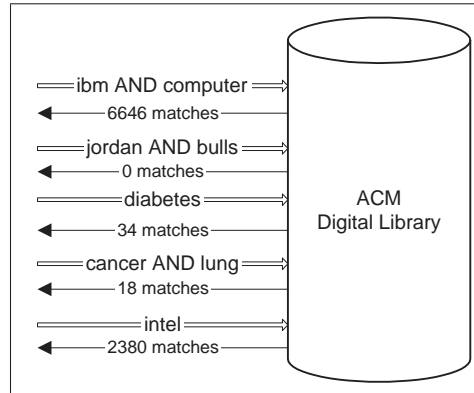 ibm AND computer
6646 matches
jordan AND bulls
0 matches
diabetes
34 matches
cancer AND lung
18 matches
intel
2380 matches
ACM
Digital Library